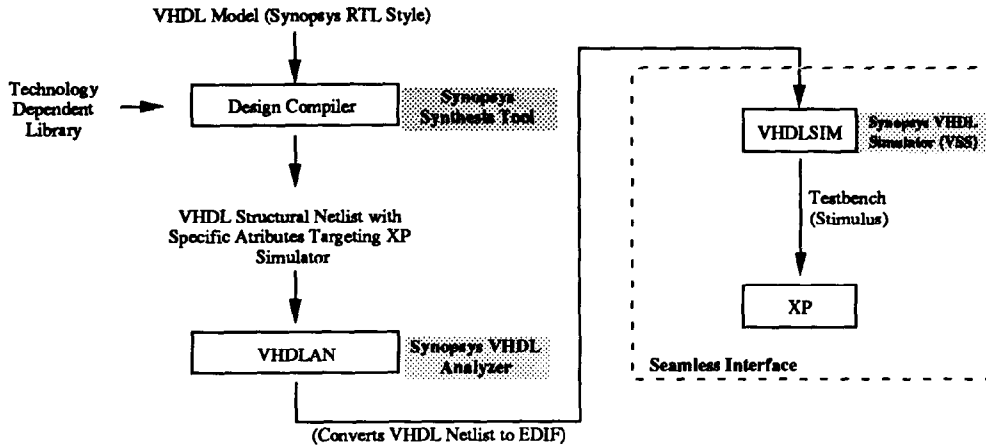 VHDL Model (Synopsys RTL Style)
Technology
Dependent
Library
Design Compiler
Synopsys
Synthesis Tool
VHDL Structural Netlist with
Specific Atributes Targeting XP
Simulator
VHDLAN
Synopsys VHDL
Analyzer
(Converts VHDL Netlist to EDIF)
VHDLSIM
Synopsys VHDL
Simulator (VSS)
Testbench
(Stimulus)
XP
Seamless Interface